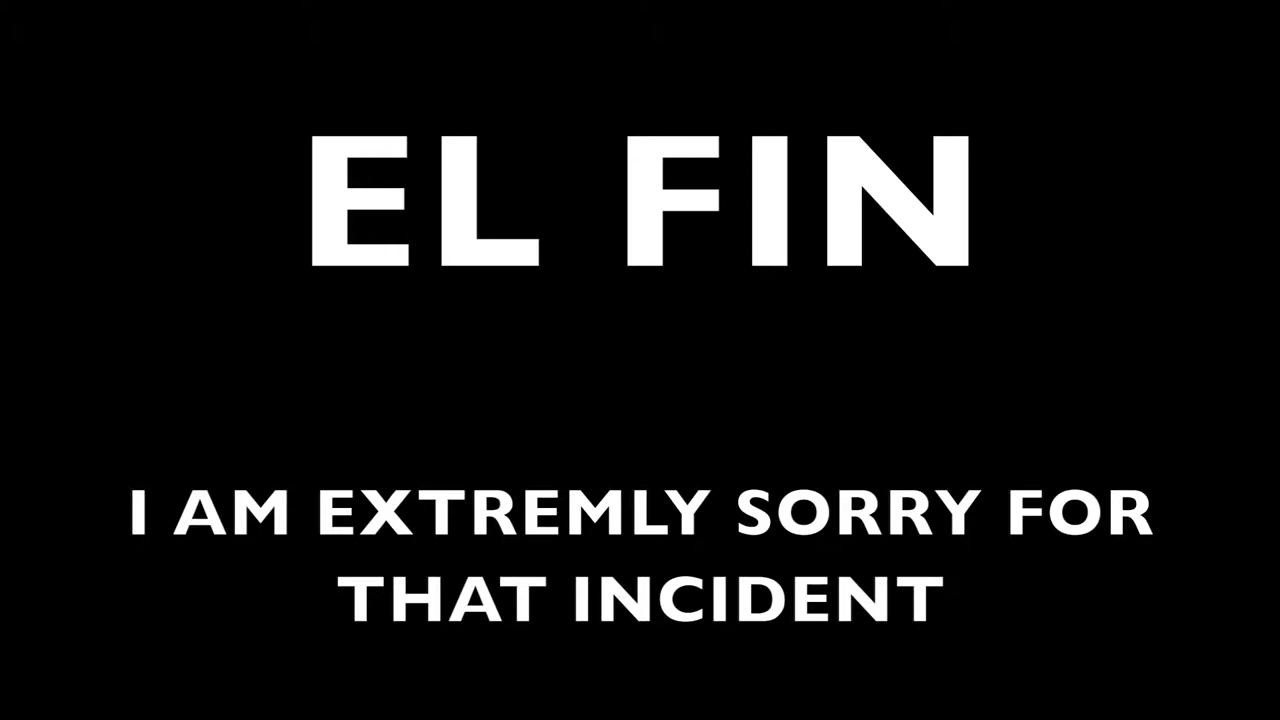 EL FIN
I AM EXTREMLY SORRY FOR
THAT INCIDENT